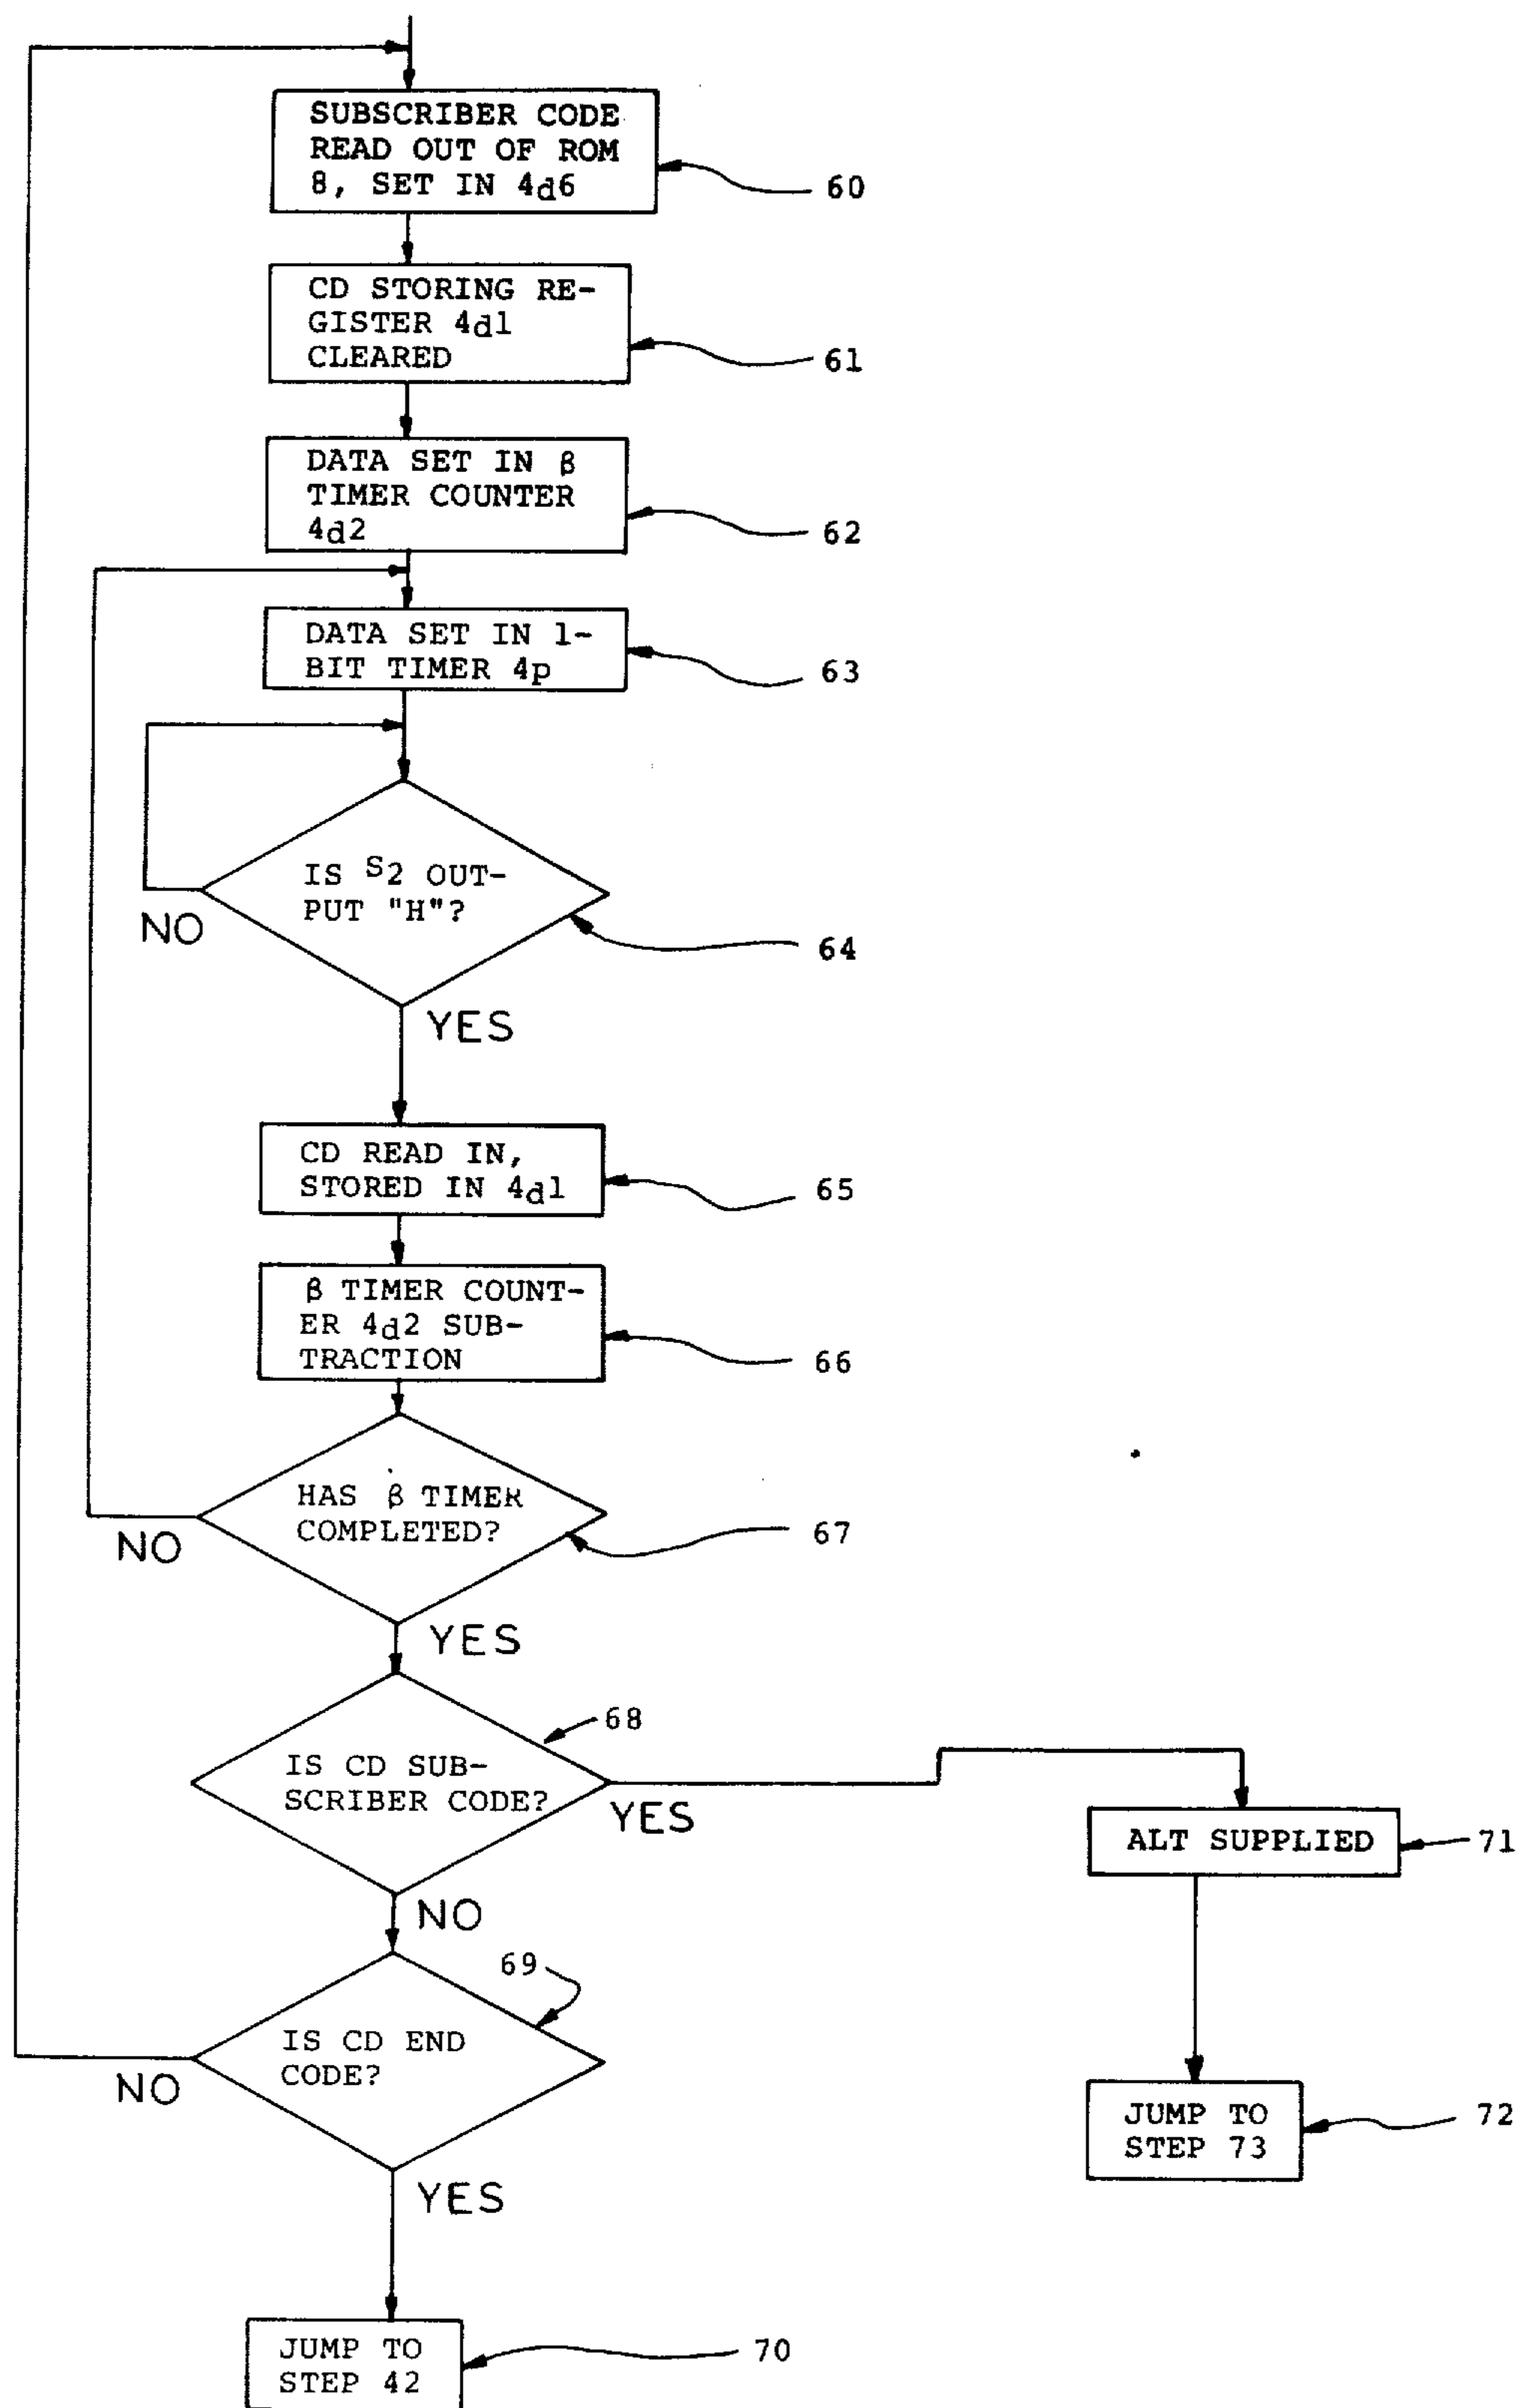 SUBSCRIBER CODE
READ OUT OF ROM
8, SET IN 4d6
60
CD STORING RE-
GISTER 4d1
CLEARED
61
DATA SET IN β
TIMER COUNTER
4d2
62
DATA SET IN 1-
BIT TIMER 4p
63
IS S2 OUT-
PUT "H"?
NO
64
YES
CD READ IN,
STORED IN 4d1
65
β TIMER COUNT-
ER 4d2 SUB-
TRACTION
66
HAS β TIMER
COMPLETED?
NO
67
YES
68
IS CD SUB-
SCRIBER CODE?
YES
ALT SUPPLIED
71
NO
69
IS CD END
CODE?
NO
JUMP TO
STEP 73
72
YES
JUMP TO
STEP 42
70